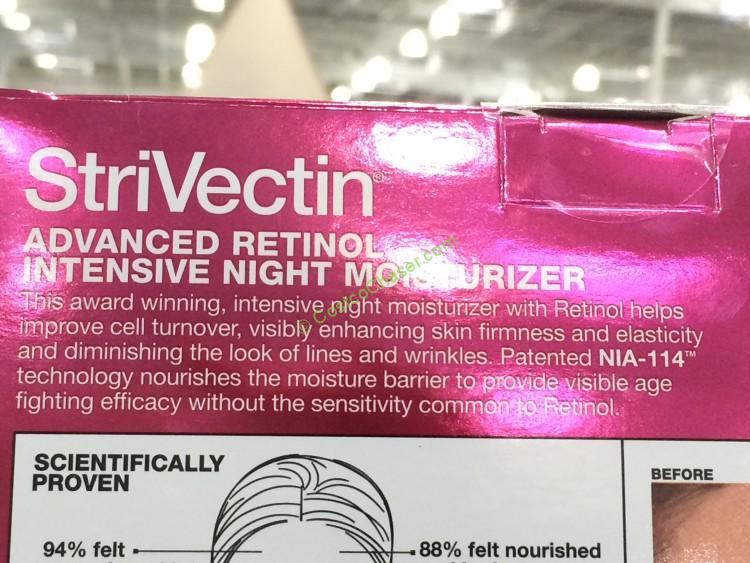 StriVectin®
ADVANCED RETINOL
INTENSIVE NIGHT MOISTURIZER
This award winning, intensive night moisturizer with Retinol helps
improve cell turnover, visibly enhancing skin firmness and elasticity
and diminishing the look of lines and wrinkles. Patented NIA-114™
technology nourishes the moisture barrier to provide visible age
fighting efficacy without the sensitivity common to Retinol.
© CostcoChaser.com
SCIENTIFICALLY
PROVEN
94% felt
88% felt nourished
BEFORE